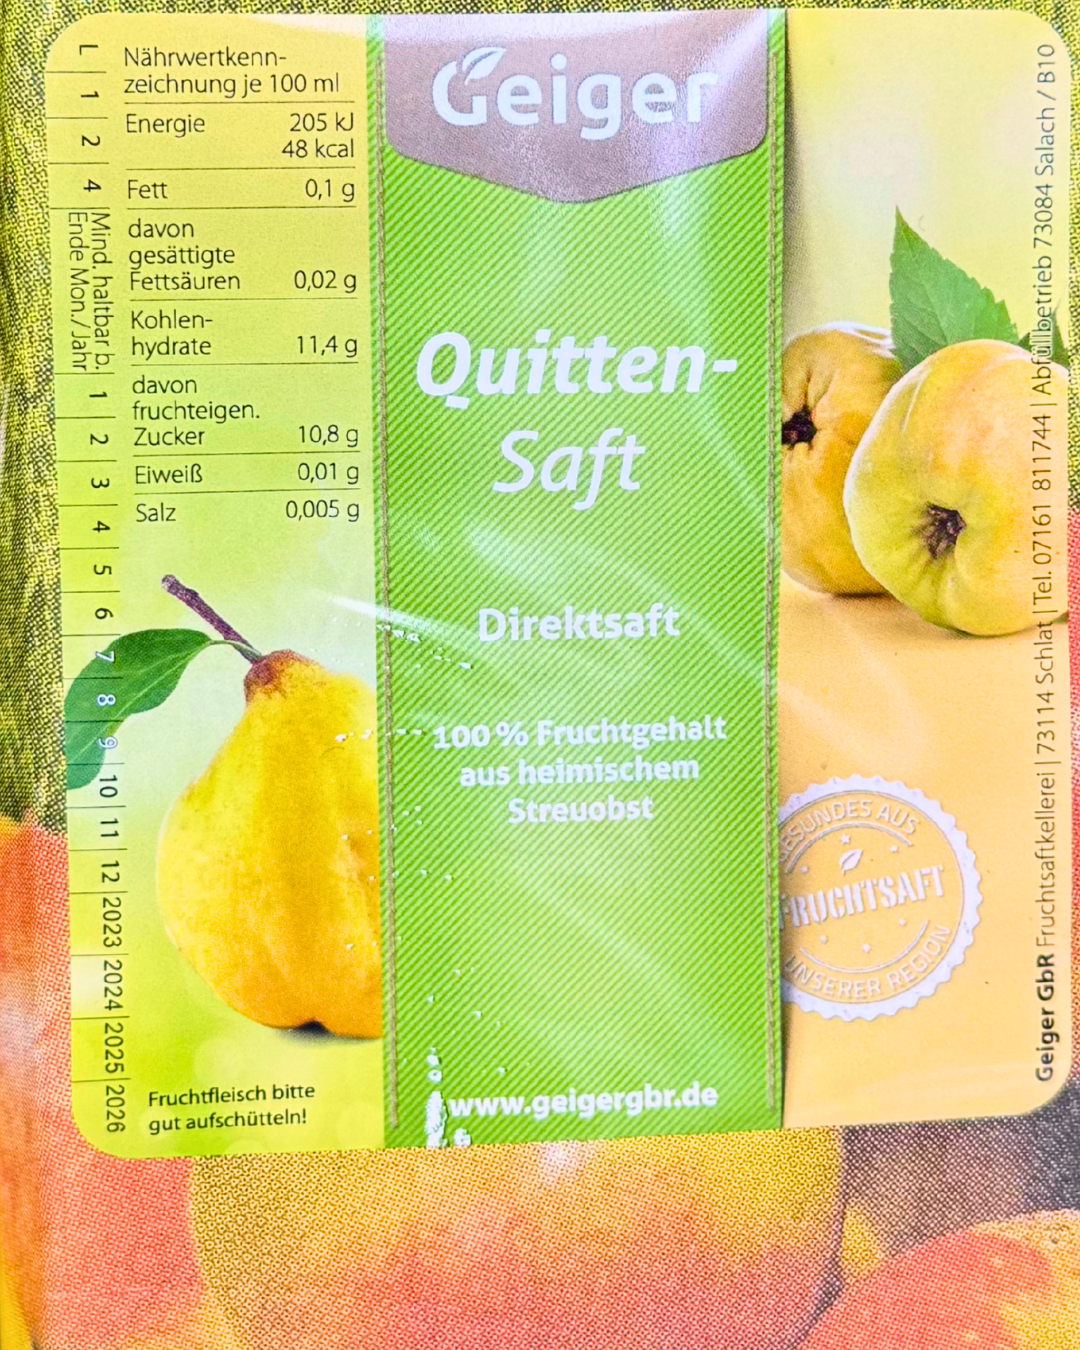 L 1 2 4
Mind. haltbar b.
Ende Mon./Jahr
1 2 3 4 5 6 7 8 9 10 11 12 2023 2024 2025 2026
Nährwertkenn-
zeichnung je 100 ml
Energie 205 kJ
48 kcal
Fett 0,1 g
davon
gesättigte
Fettsäuren 0,02 g
Kohlen-
hydrate 11,4 g
davon
fruchteigen.
Zucker 10,8 g
Eiweiß 0,01 g
Salz 0,005 g
Fruchtfleisch bitte
gut aufschütteln!
Geiger
Quitten-
Saft
Direktsaft
100 % Fruchtgehalt
aus heimischem
Streuobst
www.geigergbr.de
GESUNDES AUS
FRUCHTSAFT
UNSERER REGION
Geiger GbR Fruchtsaftkellerei | 73114 Schlat | Tel. 07161 811744 | Abfüllbetrieb 73084 Salach / B10